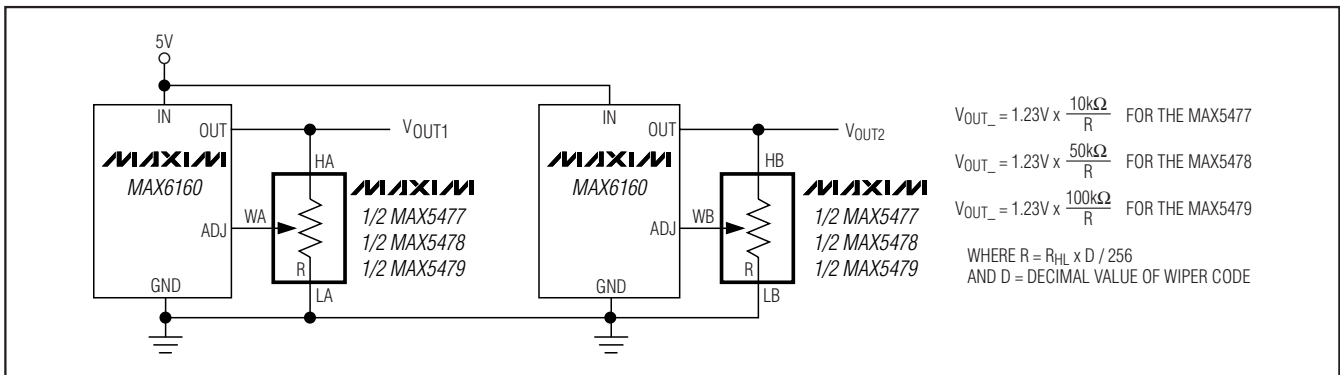 5V
IN
OUT
VOUT1
MAXIM
MAX6160
HA
WA
ADJ
R
LA
GND
MAXIM
1/2 MAX5477
1/2 MAX5478
1/2 MAX5479
IN
OUT
VOUT2
MAXIM
MAX6160
HB
WB
ADJ
R
LB
GND
MAXIM
1/2 MAX5477
1/2 MAX5478
1/2 MAX5479
VOUT_ = 1.23V x 10kΩ / R FOR THE MAX5477
VOUT_ = 1.23V x 50kΩ / R FOR THE MAX5478
VOUT_ = 1.23V x 100kΩ / R FOR THE MAX5479
WHERE R = RHL x D / 256
AND D = DECIMAL VALUE OF WIPER CODE